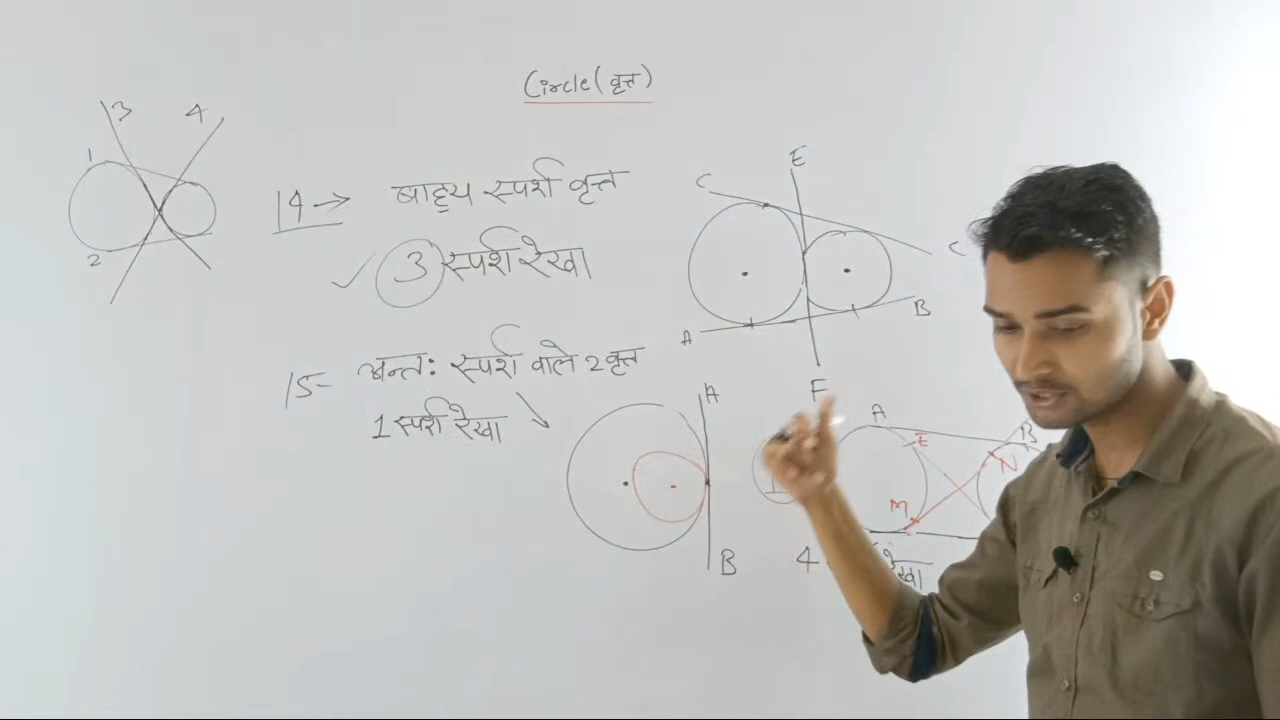 Circle (वृत्त)
3 4
1
2
14→ बाह्य स्पर्श वृत्त
3 स्पर्श रेखा
E
C
C
A
B
F
15- अन्तः स्पर्श वाले 2 वृत्त
1 स्पर्श रेखा
A
B
A
E
B
N
M
4